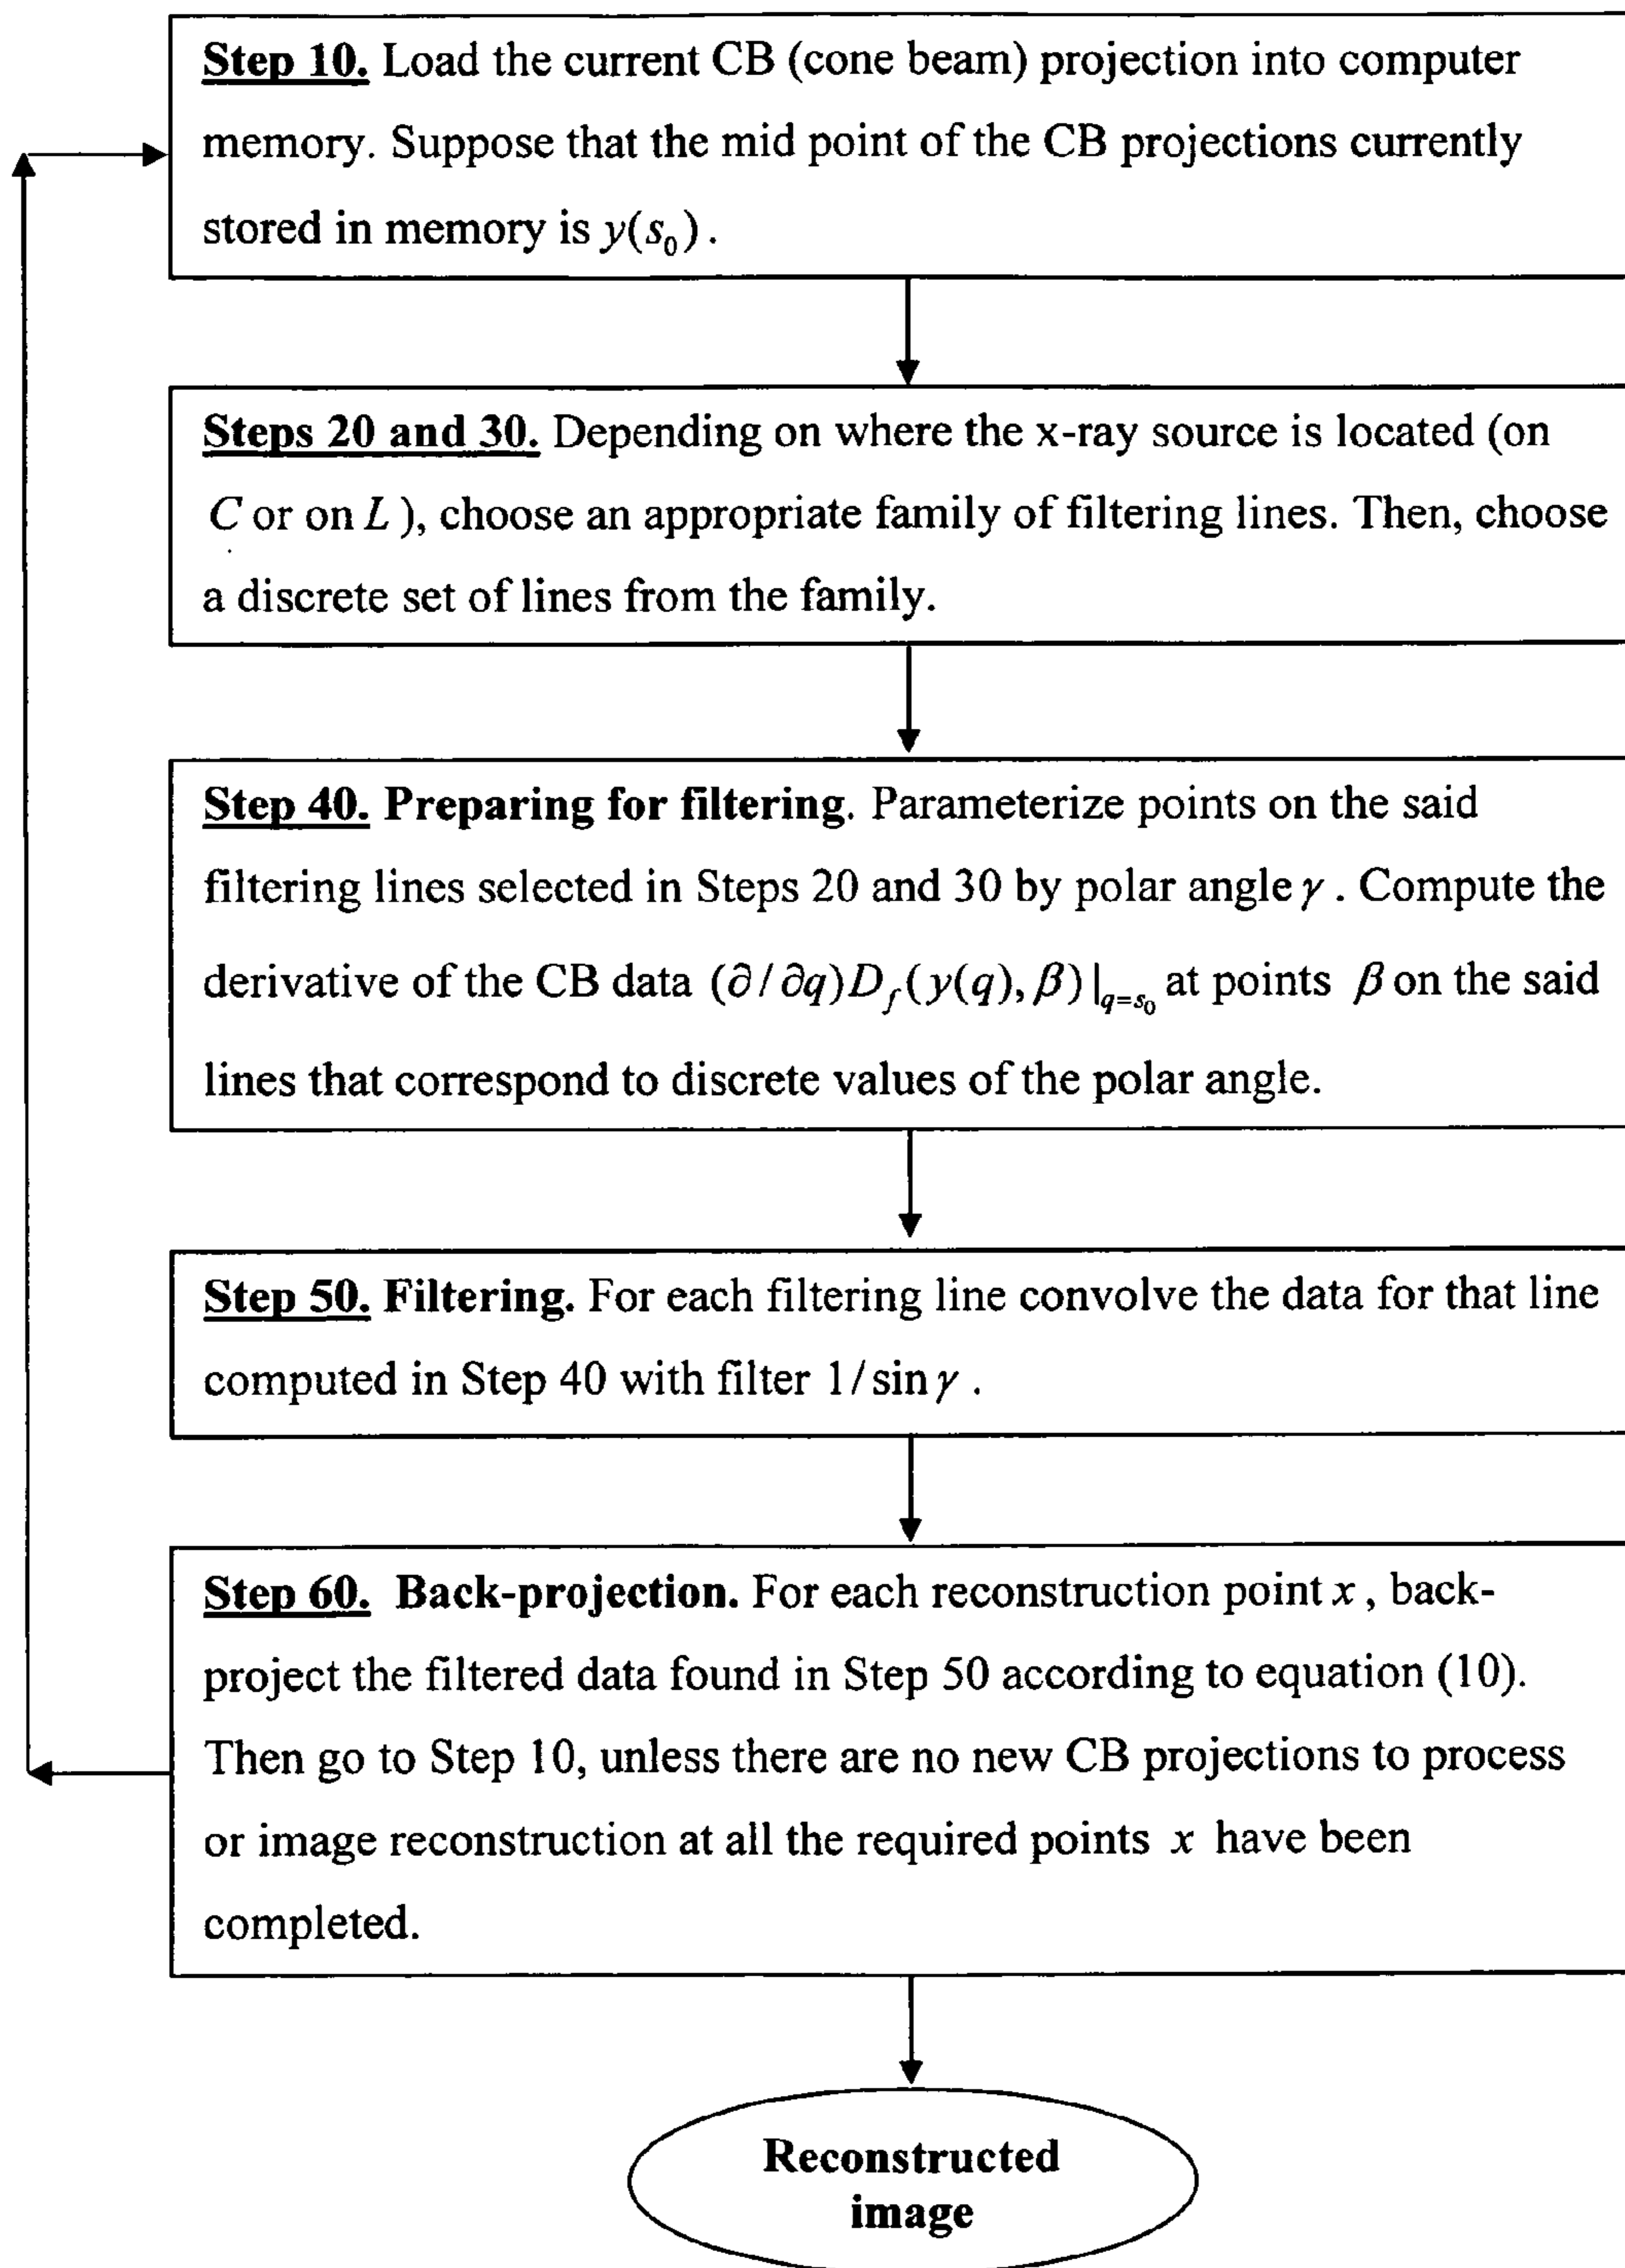 Step 10. Load the current CB (cone beam) projection into computer
memory. Suppose that the mid point of the CB projections currently
stored in memory is y(s₀).
Steps 20 and 30. Depending on where the x-ray source is located (on
C or on L), choose an appropriate family of filtering lines. Then, choose
a discrete set of lines from the family.
Step 40. Preparing for filtering. Parameterize points on the said
filtering lines selected in Steps 20 and 30 by polar angle γ. Compute the
derivative of the CB data (∂/∂q)D_f(y(q), β)|_{q=s₀} at points β on the said
lines that correspond to discrete values of the polar angle.
Step 50. Filtering. For each filtering line convolve the data for that line
computed in Step 40 with filter 1/sin γ.
Step 60. Back-projection. For each reconstruction point x, back-
project the filtered data found in Step 50 according to equation (10).
Then go to Step 10, unless there are no new CB projections to process
or image reconstruction at all the required points x have been
completed.
Reconstructed
image